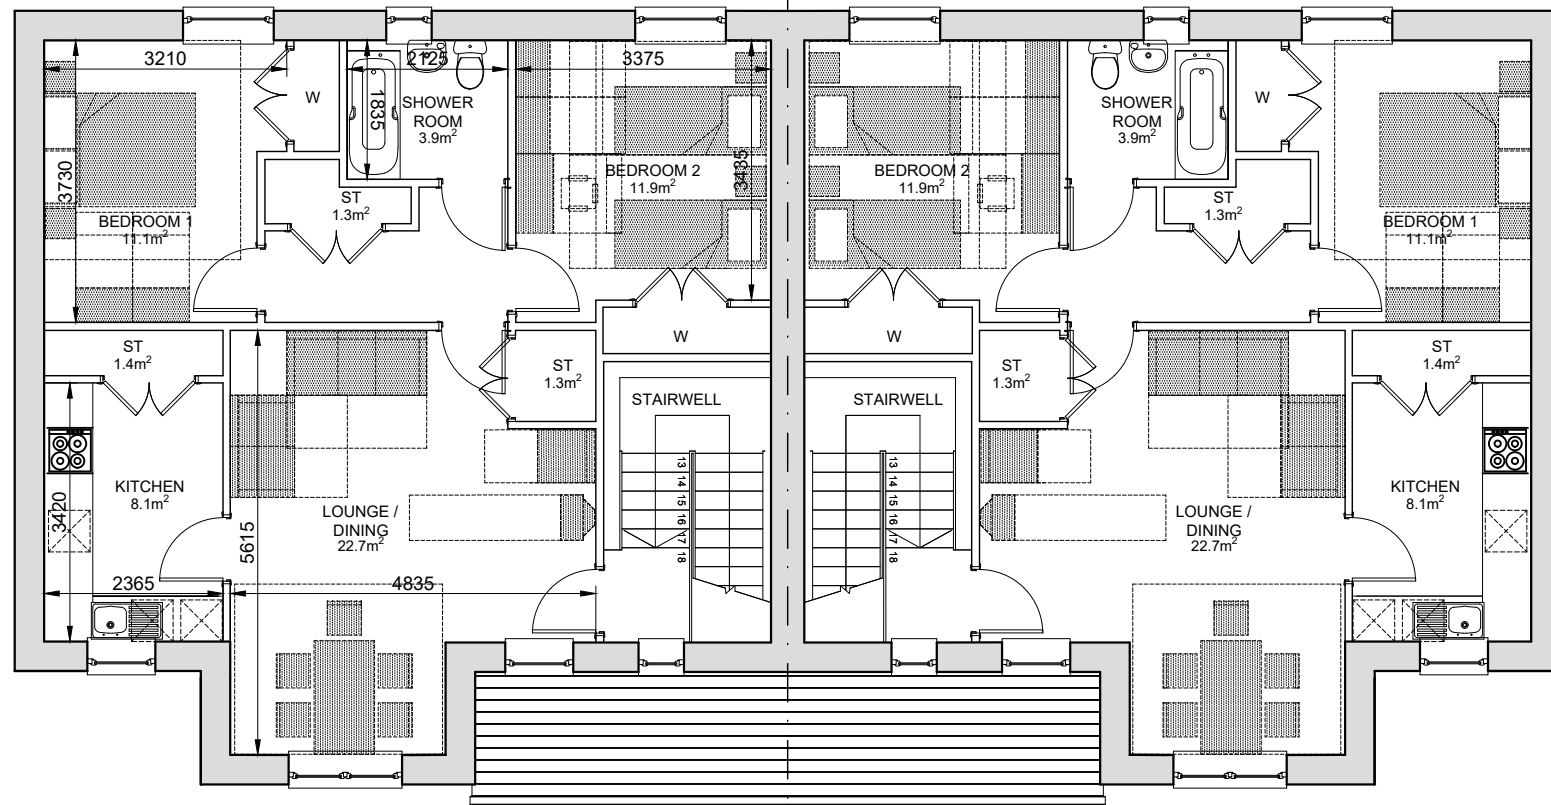 3210
2125
3375
W
W
1835
SHOWER
ROOM
3.9m²
SHOWER
ROOM
3.9m²
3730
3435
BEDROOM 2
11.9m²
BEDROOM 2
11.9m²
ST
1.3m²
ST
1.3m²
BEDROOM 1
11.1m²
BEDROOM 1
11.1m²
W
W
ST
1.4m²
ST
1.3m²
ST
1.3m²
ST
1.4m²
STAIRWELL
STAIRWELL
13
14
15
16
17
18
13
14
15
16
17
18
KITCHEN
8.1m²
KITCHEN
8.1m²
3420
5615
LOUNGE /
DINING
22.7m²
LOUNGE /
DINING
22.7m²
2365
4835